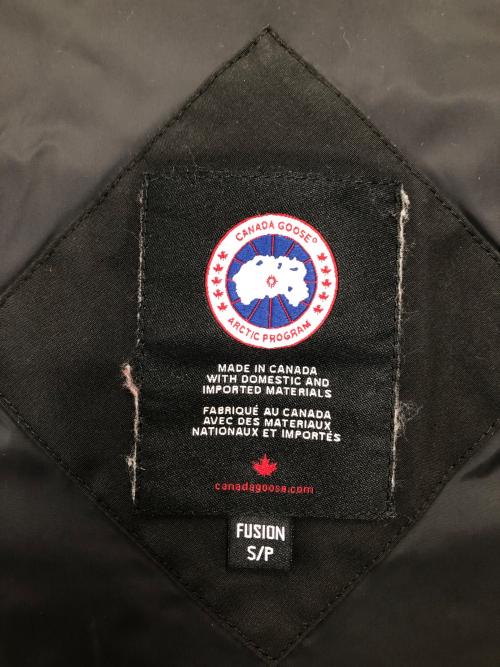 CANADA GOOSE®
ARCTIC PROGRAM
MADE IN CANADA
WITH DOMESTIC AND
IMPORTED MATERIALS
FABRIQUÉ AU CANADA
AVEC DES MATERIAUX
NATIONAUX ET IMPORTÉS
canadagoose.com
FUSION
S/P